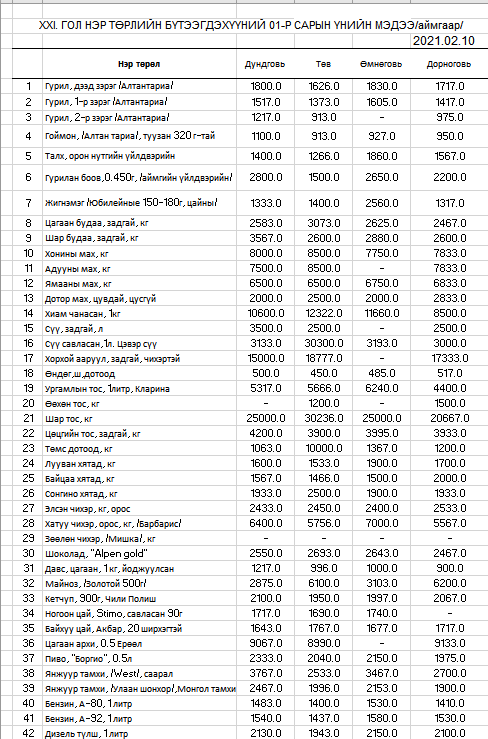 XXI. ГОЛ НЭР ТӨРЛИЙН БҮТЭЭГДЭХҮҮНИЙ 01-Р САРЫН ҮНИЙН МЭДЭЭ/аймгаар/
2021.02.10
Нэр төрөл Дундговь Төв Өмнөговь Дорноговь
1 Гурил, дээд зэрэг /Алтантариа/ 1800.0 1626.0 1830.0 1717.0
2 Гурил, 1-р зэрэг /Алтантариа/ 1517.0 1373.0 1605.0 1417.0
3 Гурил, 2-р зэрэг /Алтантариа/ 1217.0 913.0 - 975.0
4 Гоймон, /Алтан тариа/, туузан 320 г-тай 1100.0 913.0 927.0 950.0
5 Талх, орон нутгийн үйлдвэрийн 1400.0 1266.0 1860.0 1567.0
6 Гурилан боов,0.450г, /аймгийн үйлдвэрийн/ 2800.0 1500.0 2650.0 2200.0
7 Жигнэмэг /Юбилейные 150-180г, цайны/ 1333.0 1400.0 2560.0 1317.0
8 Цагаан будаа, задгай, кг 2583.0 3073.0 2625.0 2467.0
9 Шар будаа, задгай, кг 3567.0 2600.0 2880.0 2600.0
10 Хонины мах, кг 8000.0 8500.0 7750.0 7833.0
11 Адууны мах, кг 7500.0 8500.0 - 7833.0
12 Ямааны мах, кг 6500.0 6500.0 6750.0 6833.0
13 Дотор мах, цувдай, цусгүй 2000.0 2500.0 2000.0 2833.0
14 Хиам чанасан, 1кг 10600.0 12322.0 11660.0 8500.0
15 Сүү, задгай, л 3500.0 2500.0 - 2500.0
16 Сүү савласан,1л. Цэвэр сүү 3133.0 30300.0 3193.0 3000.0
17 Хорхой ааруул, задгай, чихэртэй 15000.0 18777.0 - 17333.0
18 Өндөг,ш,дотоод 500.0 450.0 485.0 517.0
19 Ургамлын тос, 1литр, Кларина 5317.0 5666.0 6240.0 4400.0
20 Өөхөн тос, кг - 1200.0 - 1500.0
21 Шар тос, кг 25000.0 30236.0 25000.0 20667.0
22 Цөцгийн тос, задгай, кг 4200.0 3900.0 3995.0 3933.0
23 Төмс дотоод, кг 1063.0 10000.0 1367.0 1200.0
24 Лууван хятад, кг 1600.0 1533.0 1900.0 1700.0
25 Байцаа хятад, кг 1567.0 1466.0 1500.0 2000.0
26 Сонгино хятад, кг 1933.0 2500.0 1900.0 1933.0
27 Элсэн чихэр, кг, орос 2433.0 2450.0 2400.0 2533.0
28 Хатуу чихэр, орос, кг, /Барбарис/ 6400.0 5756.0 7000.0 5567.0
29 Зөөлөн чихэр, /Мишка/, кг - - - -
30 Шоколад, "Alpen gold" 2550.0 2693.0 2643.0 2467.0
31 Давс, цагаан, 1кг, йоджуулсан 1217.0 996.0 1000.0 900.0
32 Майноз, /Золотой 500г/ 2875.0 6100.0 3103.0 6200.0
33 Кетчуп, 900г, Чили Полиш 2100.0 1950.0 1997.0 2067.0
34 Ногоон цай, Stimo, савласан 90г 1717.0 1690.0 1740.0 -
35 Байхуу цай, Акбар, 20 ширхэгтэй 1643.0 1767.0 1677.0 1717.0
36 Цагаан архи, 0.5 Ерөөл 9067.0 8990.0 - 9133.0
37 Пиво, "Боргио", 0.5л 2333.0 2040.0 2150.0 1975.0
38 Янжуур тамхи, /West/, саарал 3767.0 2533.0 3467.0 2700.0
39 Янжуур тамхи, /Улаан шонхор/,Монгол тамхи 2467.0 1996.0 2153.0 1900.0
40 Бензин, А-80, 1литр 1483.0 1400.0 1530.0 1410.0
41 Бензин, А-92, 1литр 1540.0 1437.0 1580.0 1530.0
42 Дизель түлш, 1литр 2130.0 1943.0 2150.0 2100.0